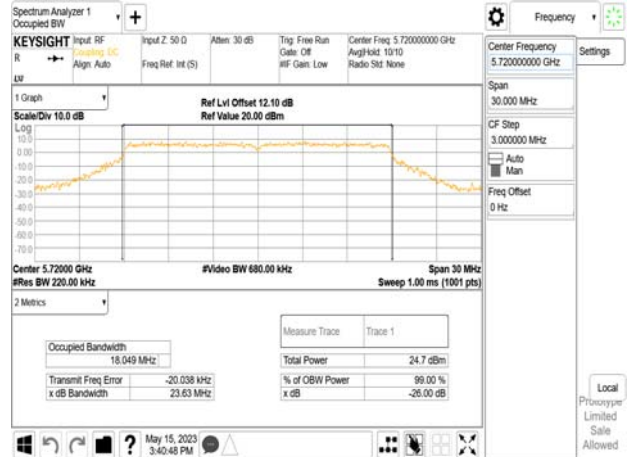 Spectrum Analyzer 1
Occupied BW
Frequency
KEYSIGHT
R
Input: RF
Coupling: DC
Align: Auto
Input Z: 50 Ω
Freq Ref: Int (S)
Atten: 30 dB
Trig: Free Run
Gate: Off
#IF Gain: Low
Center Freq: 5.720000000 GHz
Avg|Hold: 10/10
Radio Std: None
Center Frequency
5.720000000 GHz
Settings
Span
30.000 MHz
CF Step
3.000000 MHz
Auto
Man
Freq Offset
0 Hz
1 Graph
Scale/Div 10.0 dB
Ref Lvl Offset 12.10 dB
Ref Value 20.00 dBm
Log
10.0
0.00
-10.0
-20.0
-30.0
-40.0
-50.0
-60.0
-70.0
Center 5.72000 GHz
#Video BW 680.00 kHz
Span 30 MHz
#Res BW 220.00 kHz
Sweep 1.00 ms (1001 pts)
2 Metrics
Measure Trace
Trace 1
Occupied Bandwidth
18.049 MHz
Total Power
24.7 dBm
Transmit Freq Error
-20.038 kHz
% of OBW Power
99.00 %
x dB Bandwidth
23.63 MHz
x dB
-26.00 dB
Local
Prototype
Limited
Sale
Allowed
?
May 15, 2023
3:40:48 PM